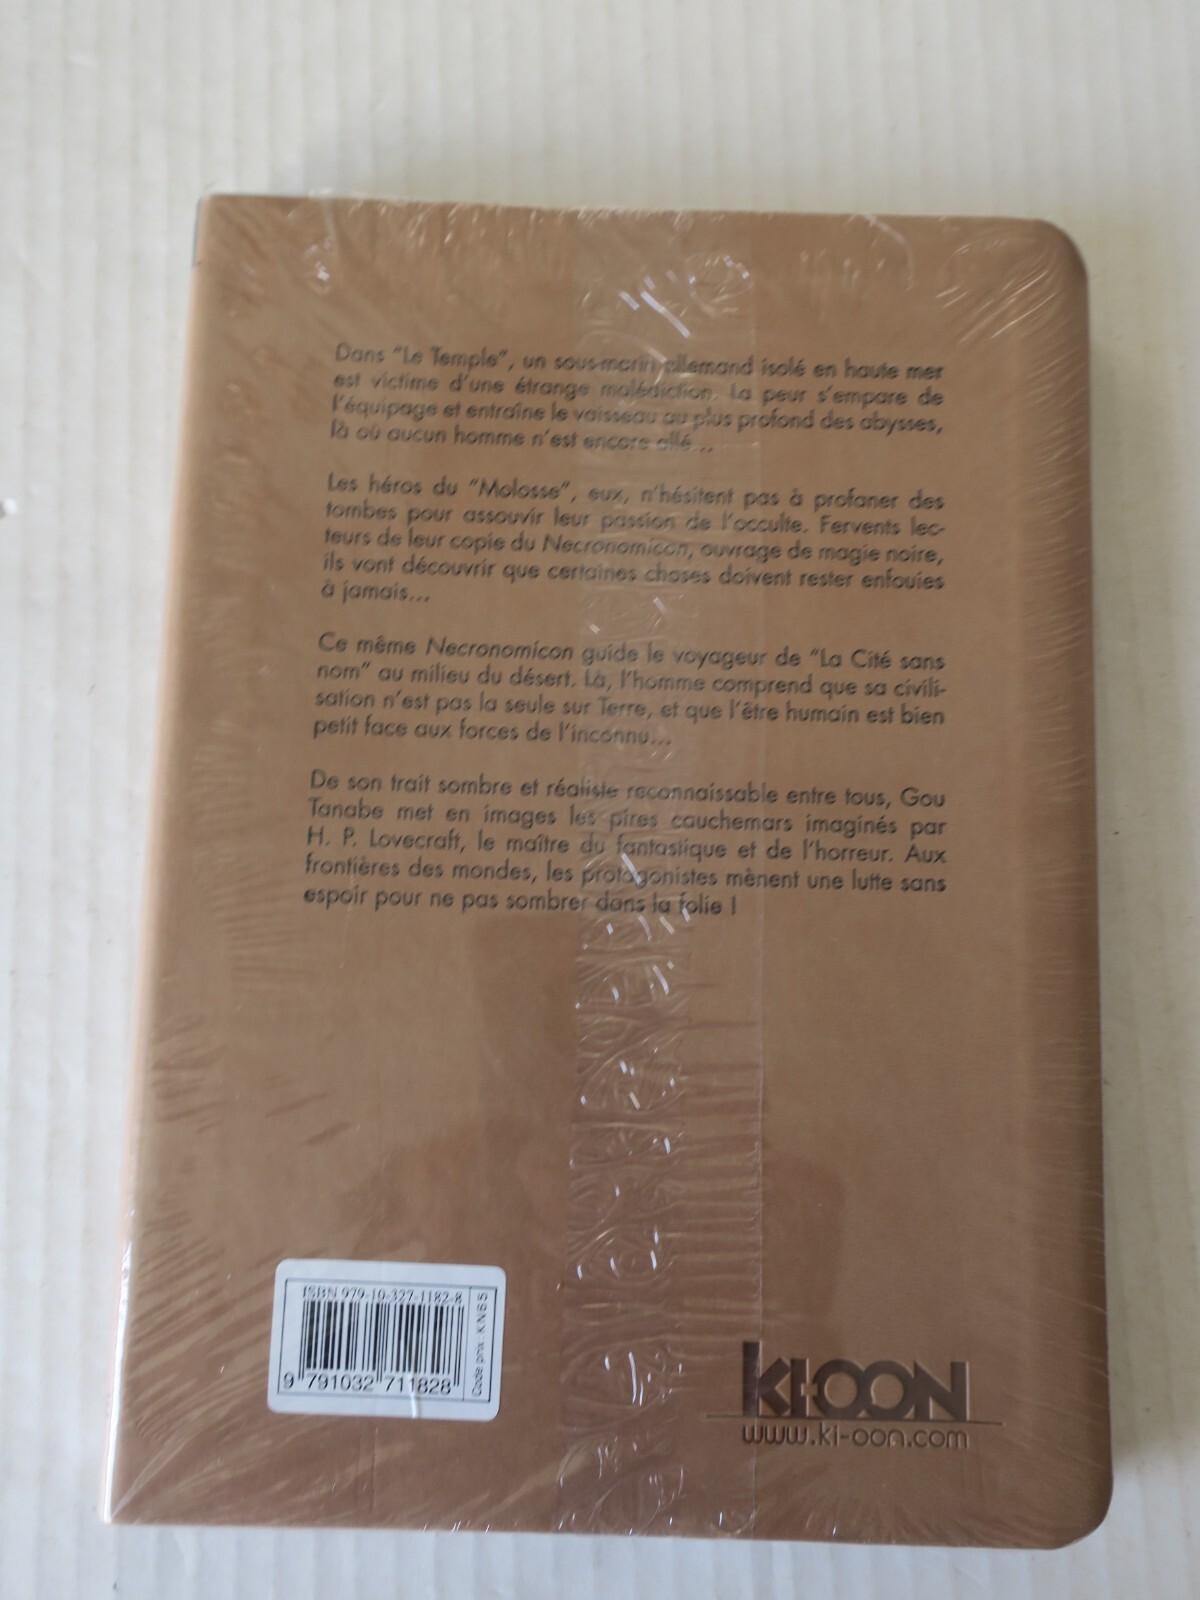 Dans "Le Temple", un sous-marin allemand isolé en haute mer
est victime d'une étrange malédiction. La peur s'empare de
l'équipage et entraîne le vaisseau au plus profond des abysses,
là où aucun homme n'est encore allé...
Les héros du "Molosse", eux, n'hésitent pas à profaner des
tombes pour assouvir leur passion de l'occulte. Fervents lec-
teurs de leur copie du Necronomicon, ouvrage de magie noire,
ils vont découvrir que certaines choses doivent rester enfouies
à jamais...
Ce même Necronomicon guide le voyageur de "La Cité sans
nom" au milieu du désert. Là, l'homme comprend que sa civili-
sation n'est pas la seule sur Terre, et que l'être humain est bien
petit face aux forces de l'inconnu...
De son trait sombre et réaliste reconnaissable entre tous, Gou
Tanabe met en images les pires cauchemars imaginés par
H. P. Lovecraft, le maître du fantastique et de l'horreur. Aux
frontières des mondes, les protagonistes mènent une lutte sans
espoir pour ne pas sombrer dans la folie !
ISBN 979-10-327-1182-8
9 791032 711828
Code prix : KN65
KI-OON
www.ki-oon.com